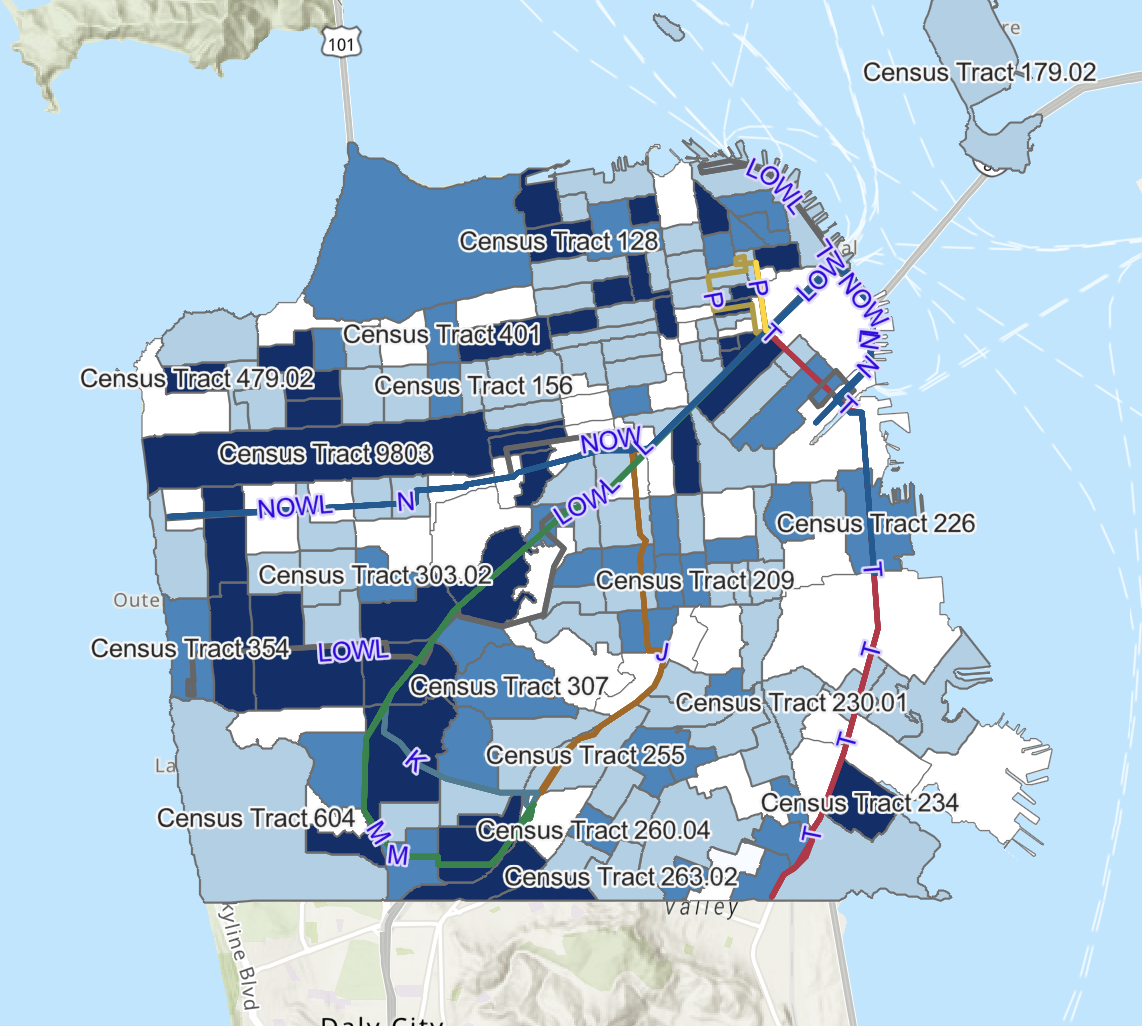 101
re
Census Tract 179.02
LOWL
Census Tract 128
al
LOW
NOW
P
P
T
Census Tract 401
Census Tract 479.02
Census Tract 156
T
NOW
L
Census Tract 9803
LOWL
NOWL
N
Census Tract 226
Census Tract 303.02
Census Tract 209
T
Oute
Census Tract 354
LOWL
J
T
Census Tract 307
Census Tract 230.01
T
Census Tract 255
K
La
Census Tract 604
Census Tract 234
M
M
Census Tract 260.04
T
Census Tract 263.02
Valley
kyline Blvd
Daly City